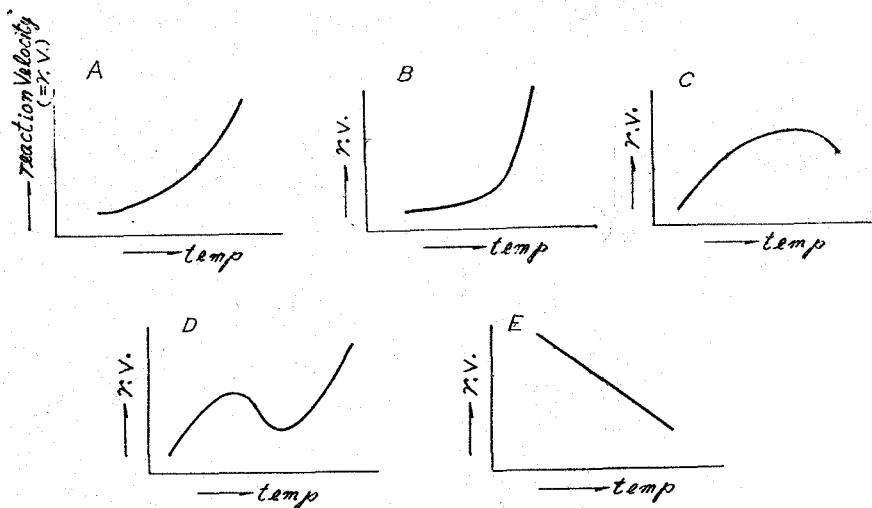 reaction Velocity
(=r.V.)
A
temp
B
r.v.
temp
C
r.v.
temp
D
r.v.
temp
E
r.v.
temp